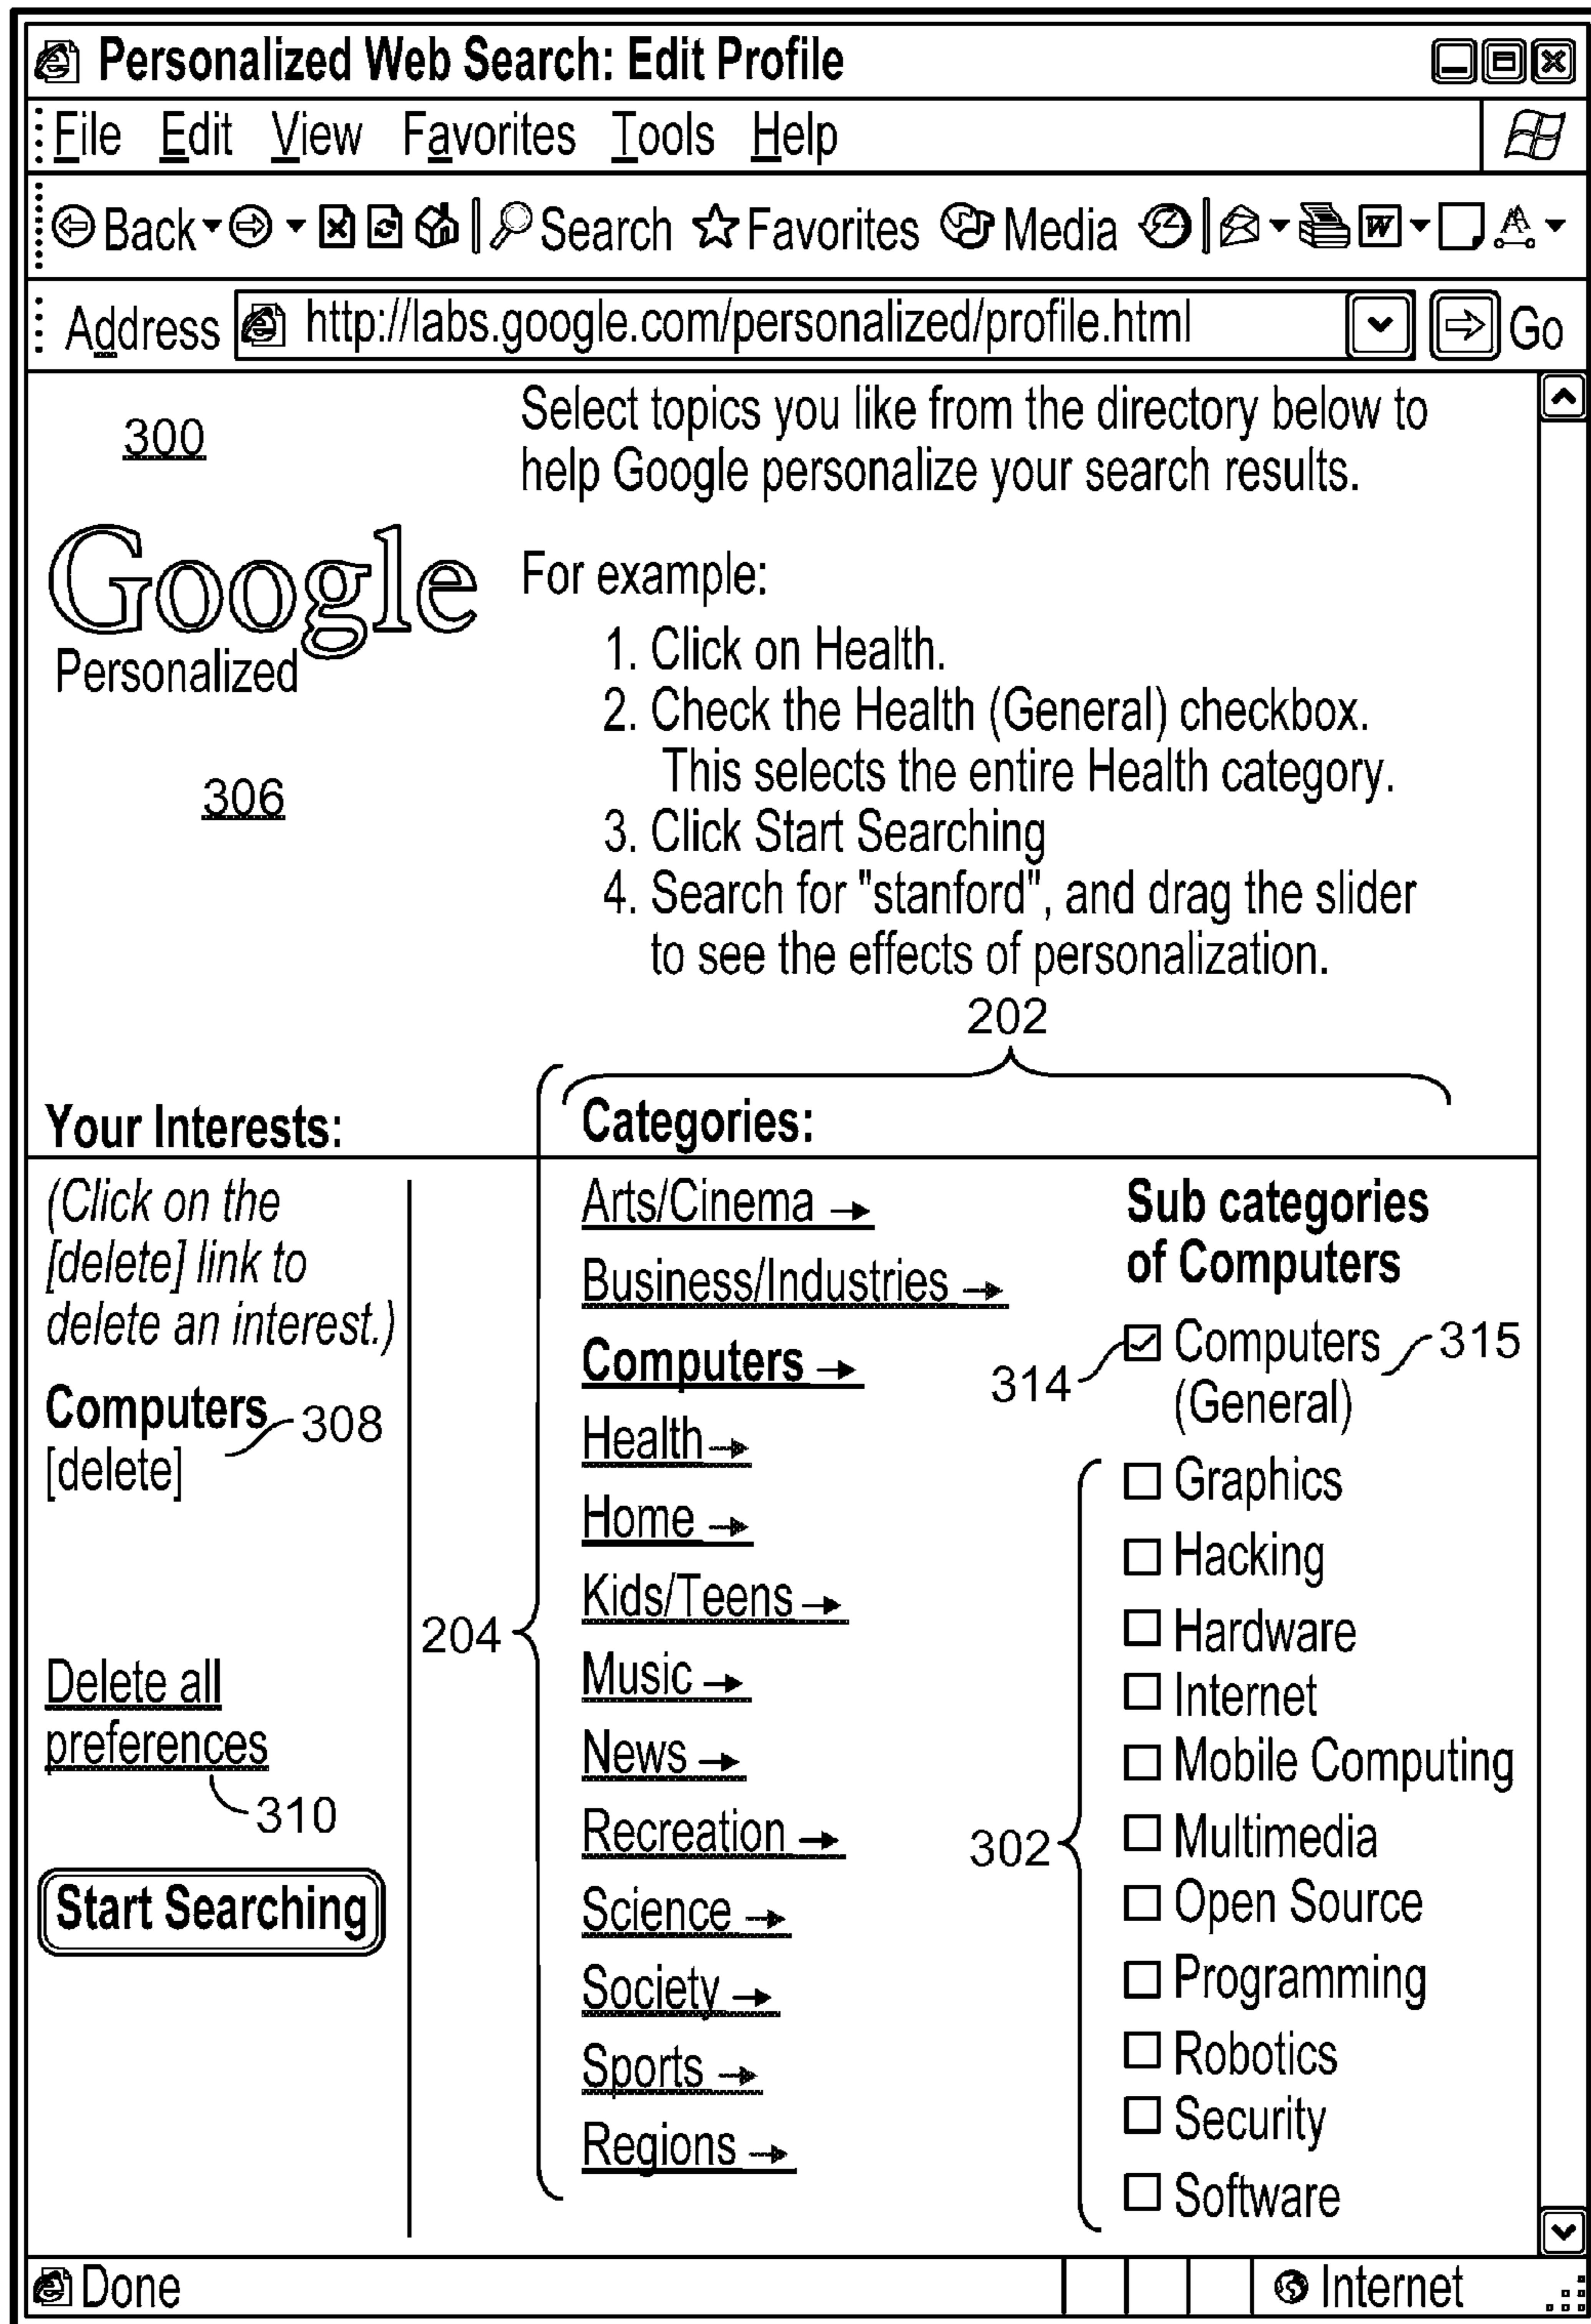 Personalized Web Search: Edit Profile
File Edit View Favorites Tools Help
Back Search Favorites Media W A
Address http://labs.google.com/personalized/profile.html Go
300
Select topics you like from the directory below to
help Google personalize your search results.
Google
Personalized
306
For example:
1. Click on Health.
2. Check the Health (General) checkbox.
This selects the entire Health category.
3. Click Start Searching
4. Search for "stanford", and drag the slider
to see the effects of personalization.
202
Your Interests:
(Click on the
[delete] link to
delete an interest.)
Computers
308
[delete]
Delete all
preferences
310
Start Searching
204
Categories:
Arts/Cinema →
Business/Industries →
Computers →
Health →
Home →
Kids/Teens →
Music →
News →
Recreation →
Science →
Society →
Sports →
Regions →
Sub categories
of Computers
314
Computers
(General)
315
302
Graphics
Hacking
Hardware
Internet
Mobile Computing
Multimedia
Open Source
Programming
Robotics
Security
Software
Done Internet